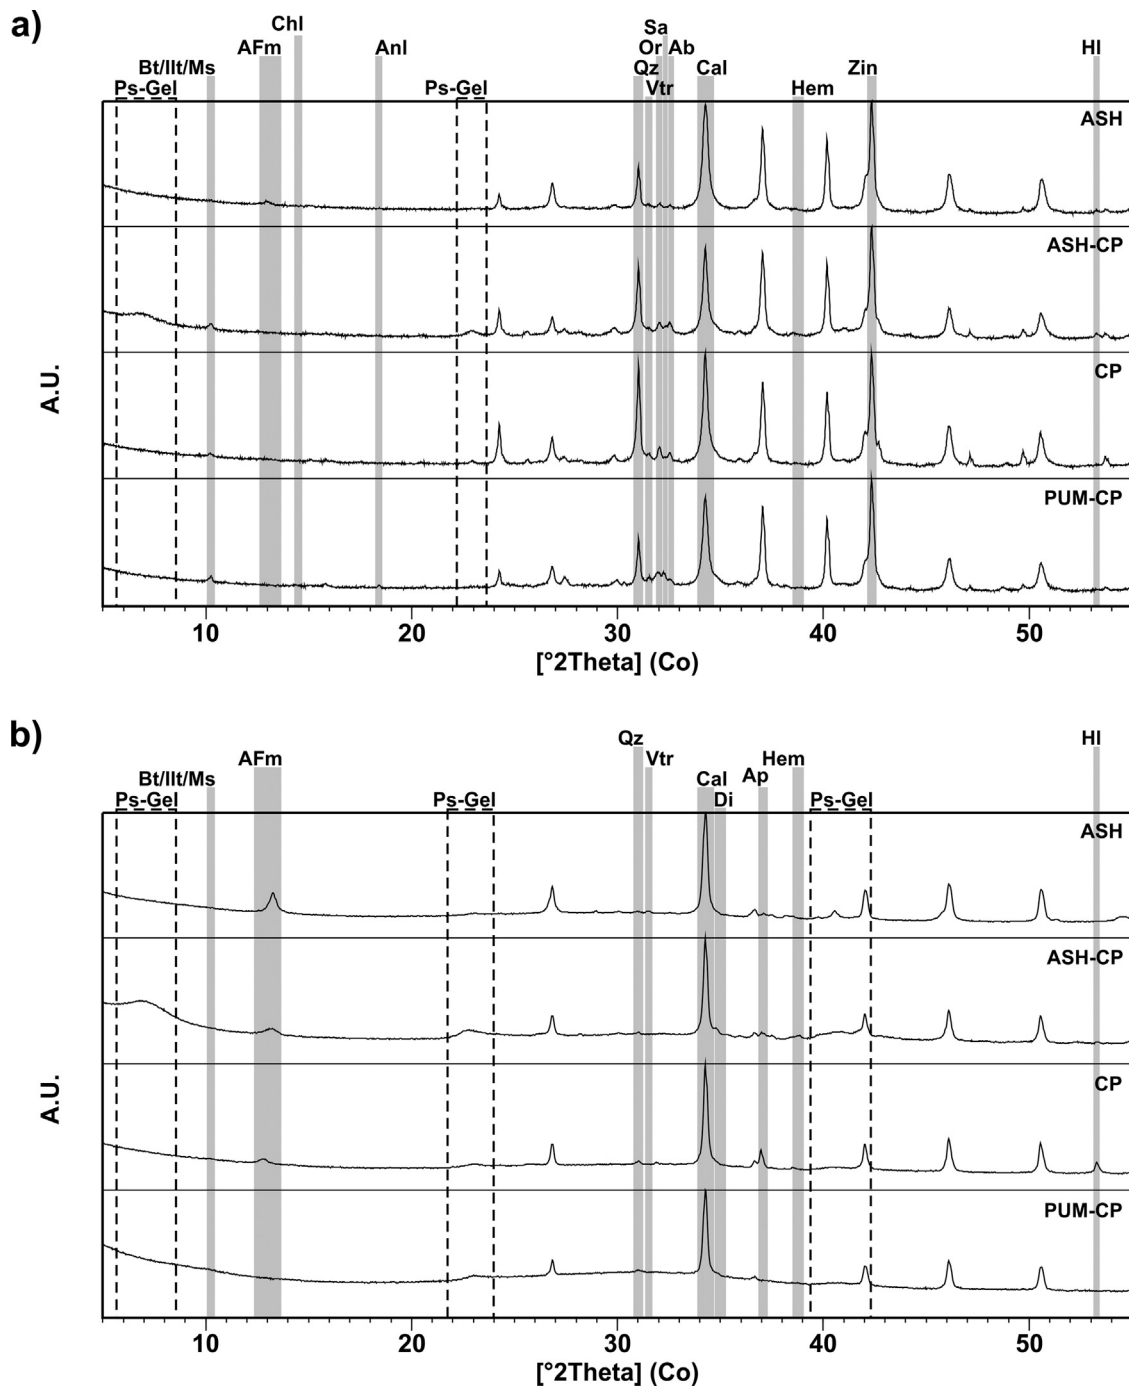 a)
Chl
Sa
AFm
Anl
Or
Ab
Hl
Bt/Ilt/Ms
Qz
Cal
Zin
Ps-Gel
Ps-Gel
Vtr
Hem
ASH
ASH-CP
CP
PUM-CP
A.U.
10 20 30 40 50
[°2Theta] (Co)
b)
Qz
Hl
AFm
Vtr
Hem
Bt/Ilt/Ms
Cal
Ap
Ps-Gel
Ps-Gel
Di
Ps-Gel
ASH
ASH-CP
CP
PUM-CP
A.U.
10 20 30 40 50
[°2Theta] (Co)